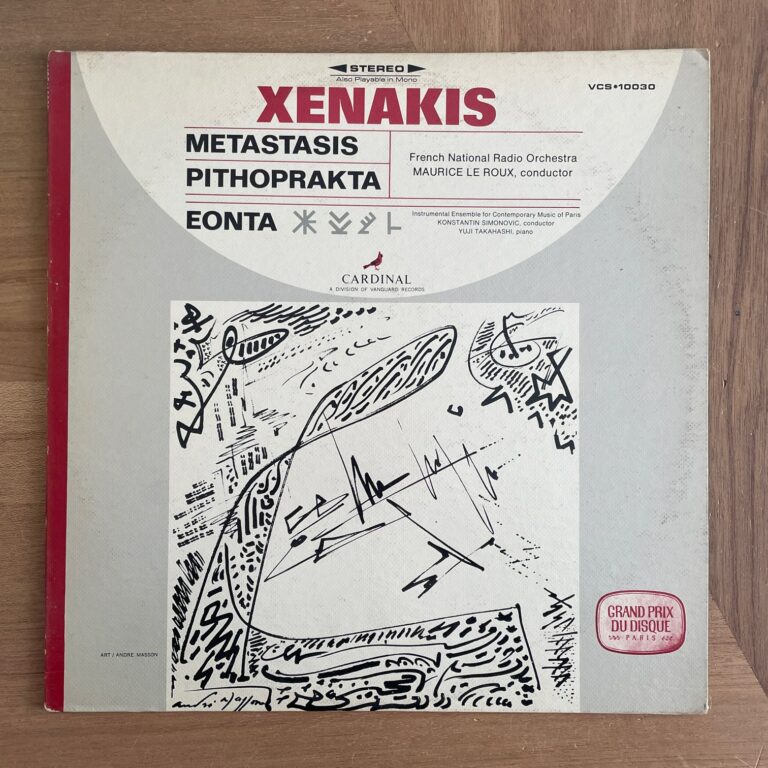 STEREO
Also Playable in Mono
VCS•10030
XENAKIS
METASTASIS
PITHOPRAKTA
French National Radio Orchestra
MAURICE LE ROUX, conductor
EONTA
Instrumental Ensemble for Contemporary Music of Paris
KONSTANTIN SIMONOVIC, conductor
YUJI TAKAHASHI, piano
CARDINAL
A DIVISION OF VANGUARD RECORDS
GRAND PRIX
DU DISQUE
PARIS
ART / ANDRE MASSON
andré Masson